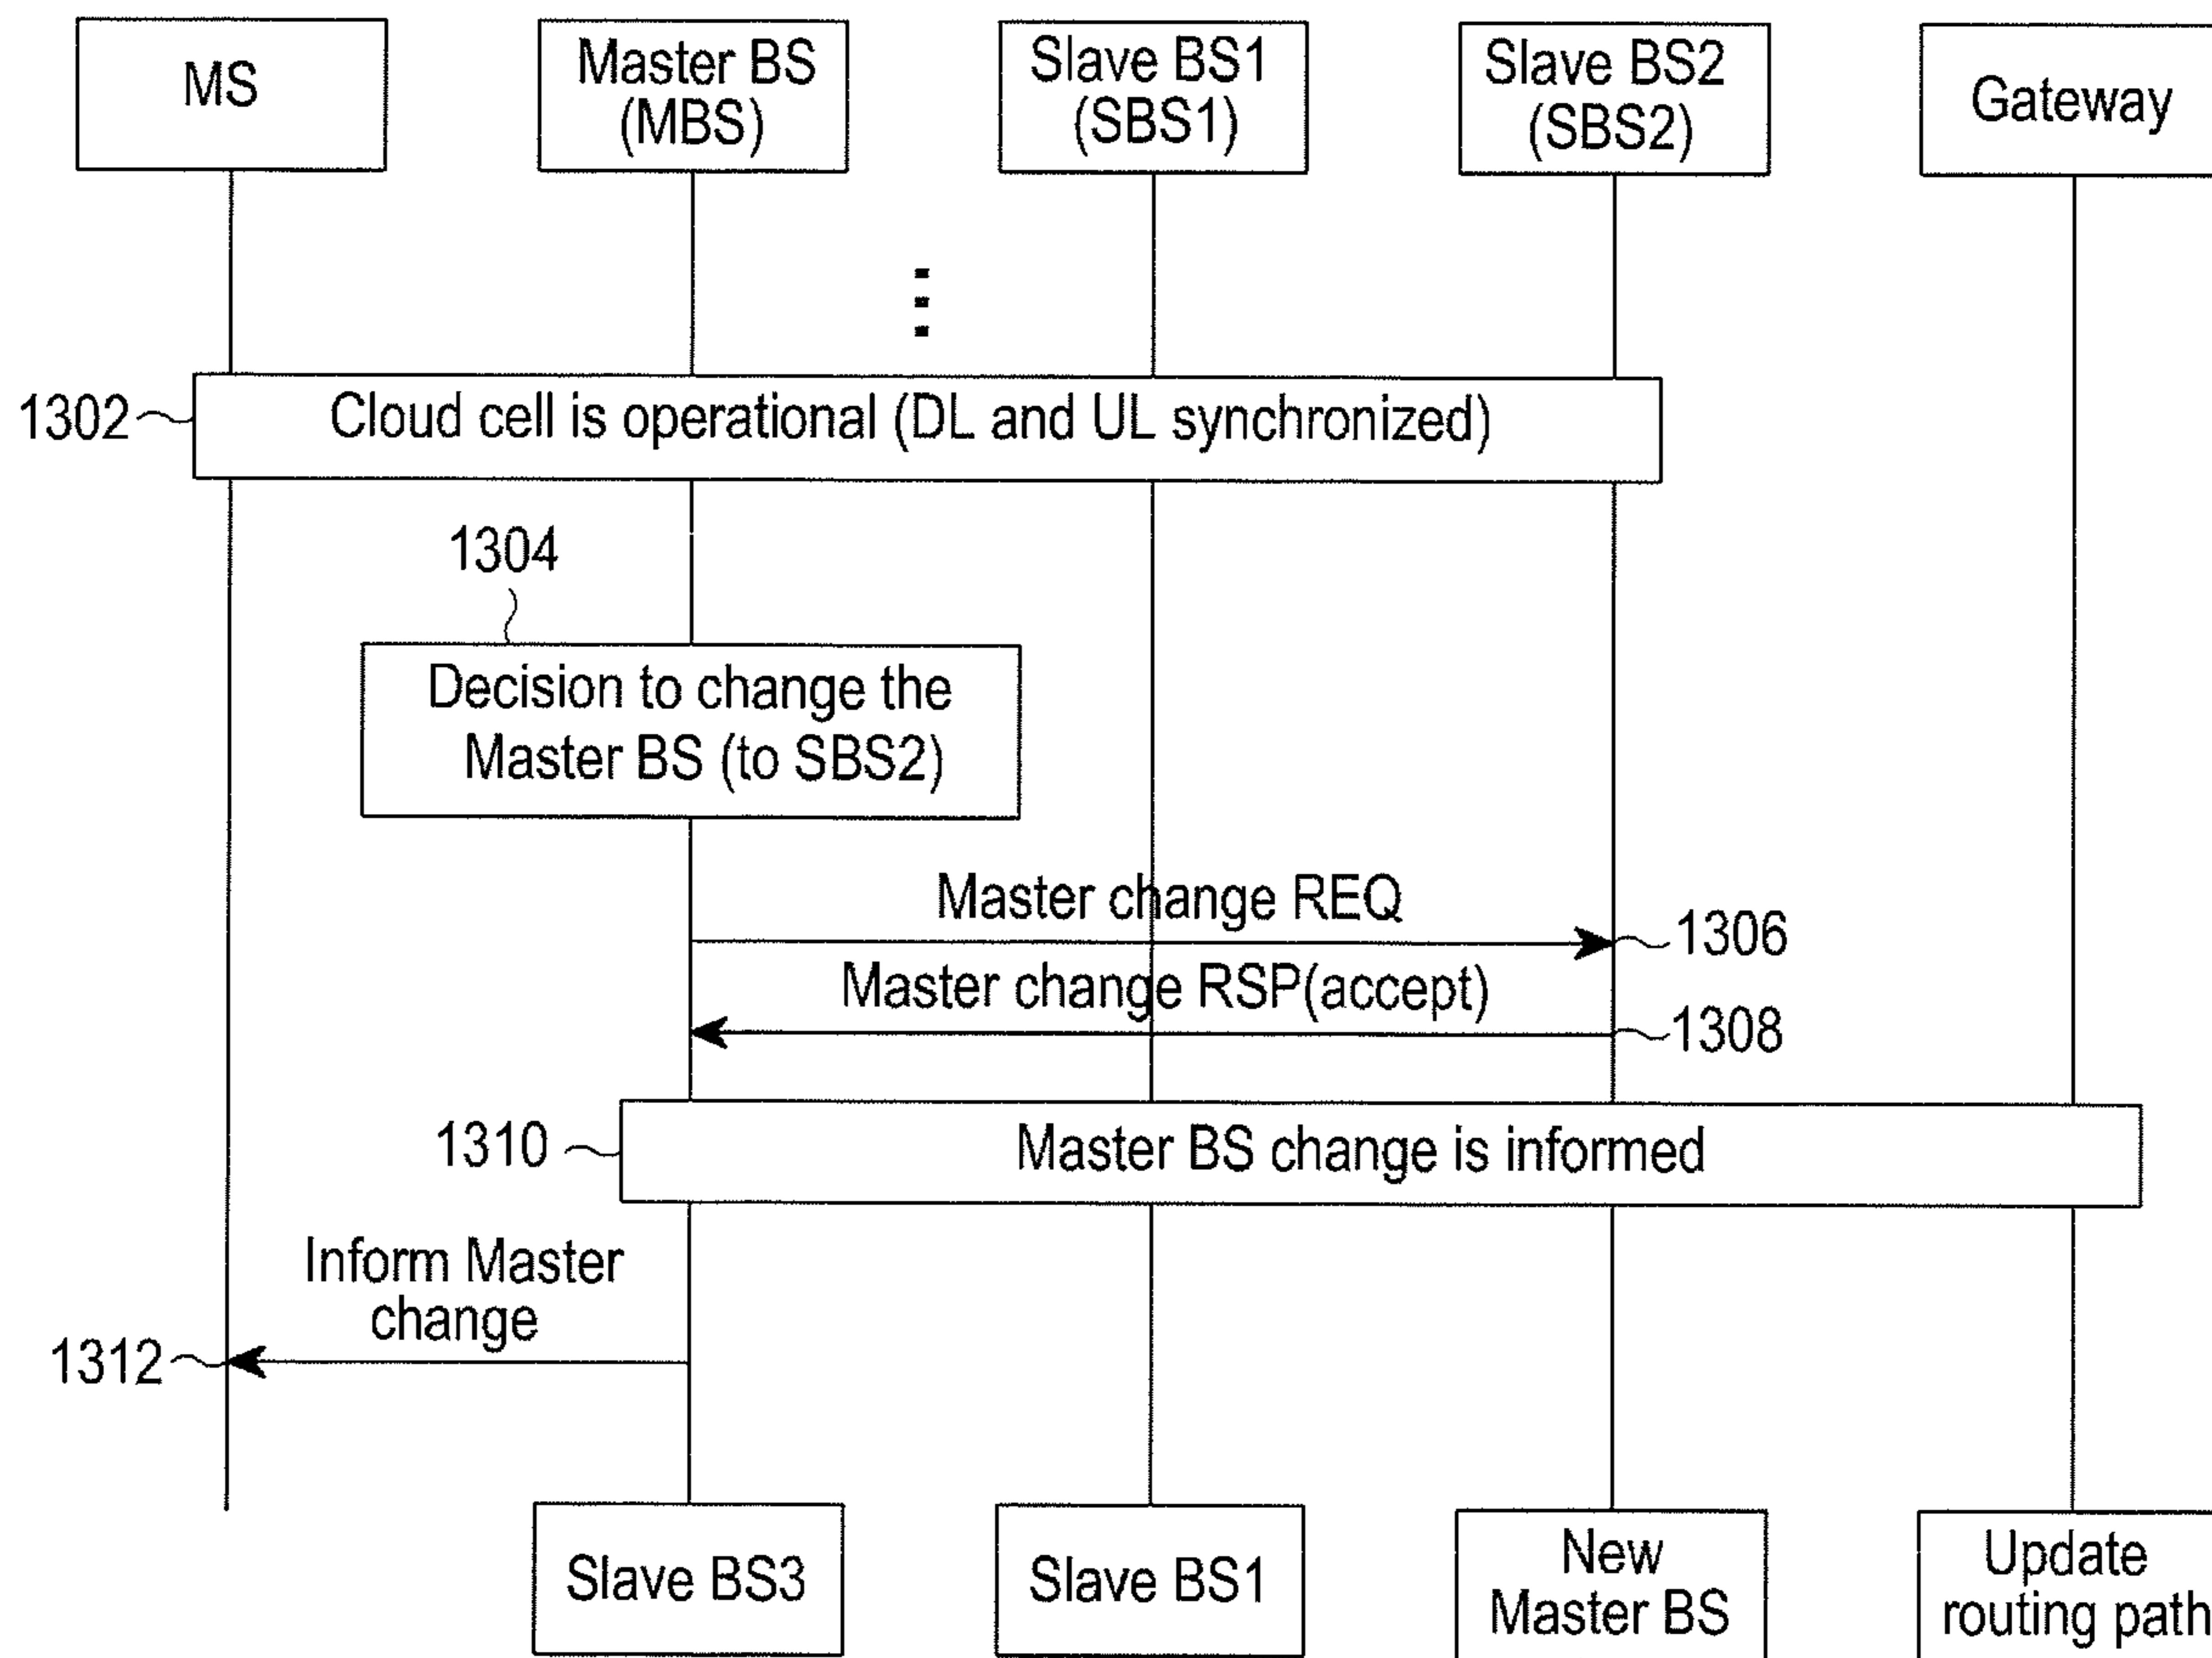 MS
Master BS
(MBS)
Slave BS1
(SBS1)
Slave BS2
(SBS2)
Gateway
1302
Cloud cell is operational (DL and UL synchronized)
1304
Decision to change the
Master BS (to SBS2)
Master change REQ
1306
Master change RSP(accept)
1308
1310
Master BS change is informed
Inform Master
change
1312
Slave BS3
Slave BS1
New
Master BS
Update
routing path